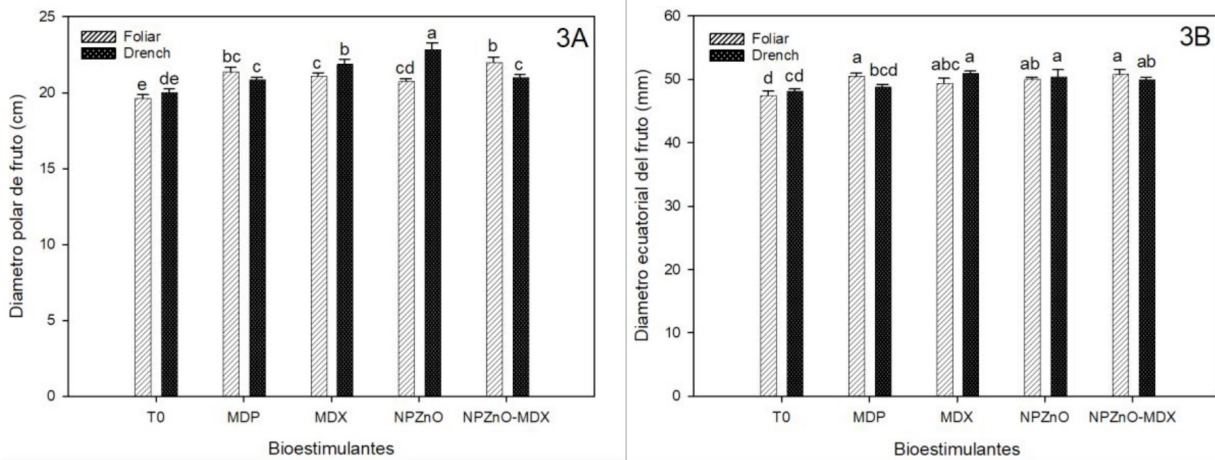 3A
Foliar
Drench
Diametro polar de fruto (cm)
25
20
15
10
5
0
e de bc c c b cd a b c
T0 MDP MDX NPZnO NPZnO-MDX
Bioestimulantes
3B
Foliar
Drench
Diametro ecuatorial del fruto (mm)
60
50
40
30
20
10
0
d cd a bcd abc a ab a a ab
T0 MDP MDX NPZnO NPZnO-MDX
Bioestimulantes